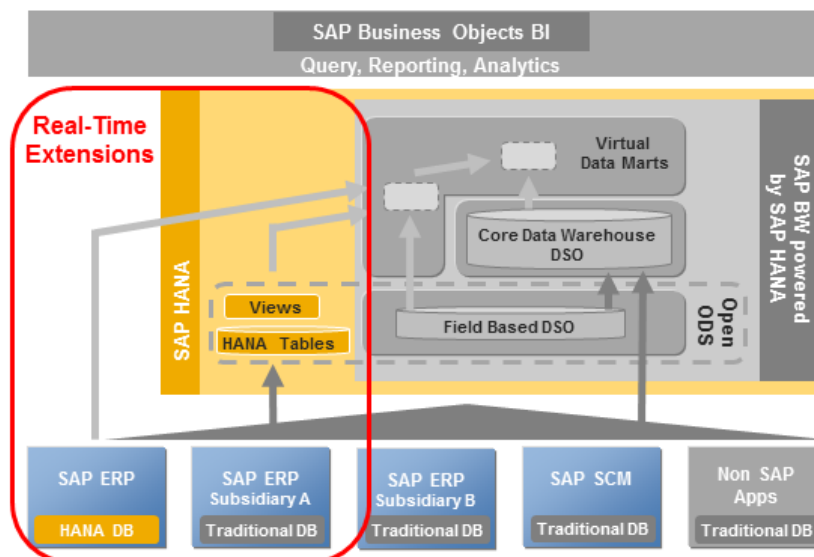 SAP Business Objects BI
Query, Reporting, Analytics
Real-Time
Extensions
SAP HANA
Virtual
Data Marts
Core Data Warehouse
DSO
SAP BW powered
by SAP HANA
Views
HANA Tables
Field Based DSO
Open
ODS
SAP ERP
HANA DB
SAP ERP
Subsidiary A
Traditional DB
SAP ERP
Subsidiary B
Traditional DB
SAP SCM
Traditional DB
Non SAP
Apps
Traditional DB